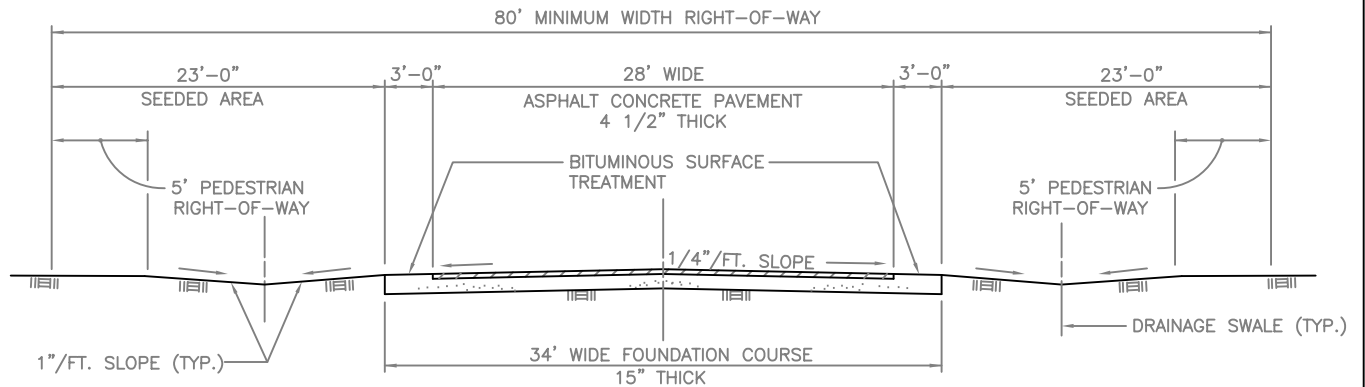 80' MINIMUM WIDTH RIGHT-OF-WAY
23'-0"
3'-0"
28' WIDE
3'-0"
23'-0"
SEEDED AREA
ASPHALT CONCRETE PAVEMENT
4 1/2" THICK
SEEDED AREA
BITUMINOUS SURFACE
TREATMENT
5' PEDESTRIAN
RIGHT-OF-WAY
5' PEDESTRIAN
RIGHT-OF-WAY
1/4"/FT. SLOPE
DRAINAGE SWALE (TYP.)
1"/FT. SLOPE (TYP.)
34' WIDE FOUNDATION COURSE
15" THICK